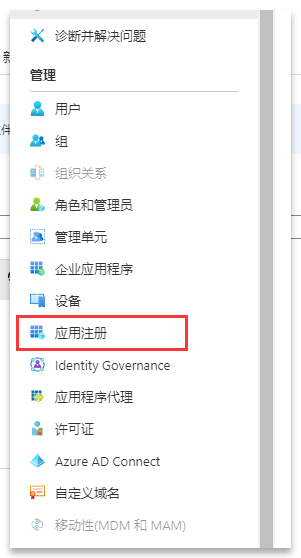 诊断并解决问题
新
管理
用户
组
组织关系
角色和管理员
管理单元
企业应用程序
设备
应用注册
Identity Governance
应用程序代理
许可证
Azure AD Connect
自定义域名
移动性(MDM 和 MAM)